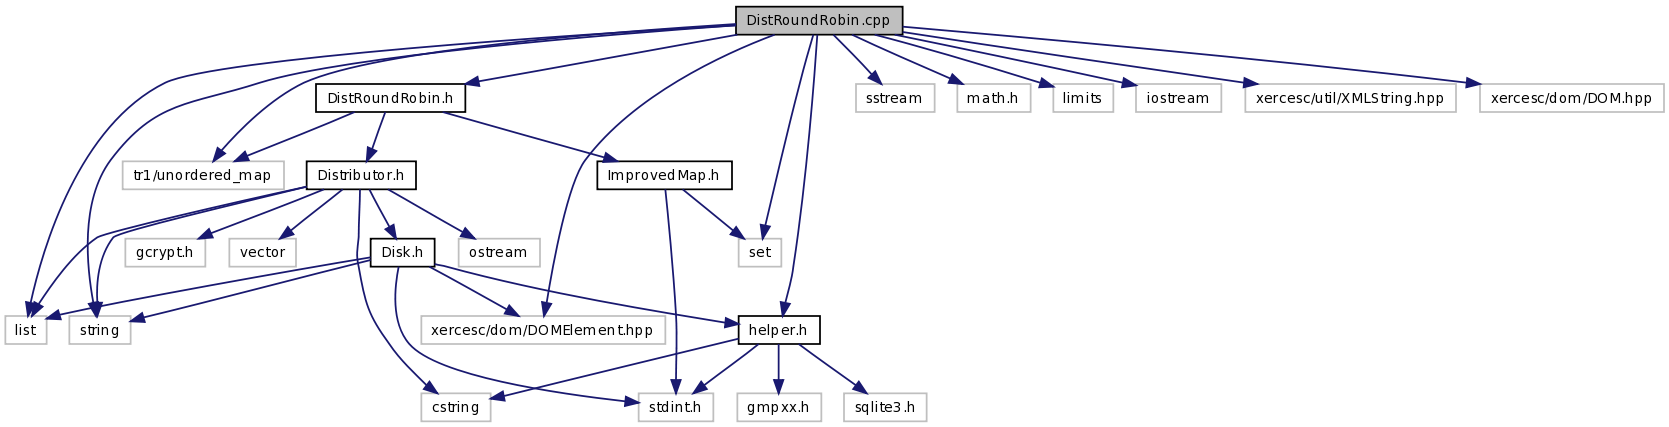 DistRoundRobin.cpp
DistRoundRobin.h
sstream
math.h
limits
iostream
xercesc/util/XMLString.hpp
xercesc/dom/DOM.hpp
tr1/unordered_map
Distributor.h
ImprovedMap.h
gcrypt.h
vector
Disk.h
ostream
set
list
string
xercesc/dom/DOMElement.hpp
helper.h
cstring
stdint.h
gmpxx.h
sqlite3.h